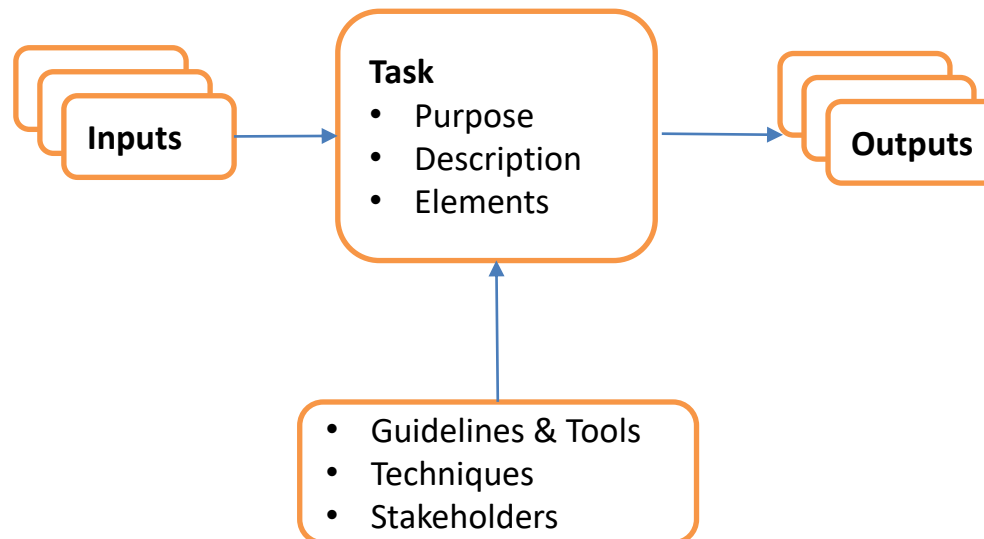 Inputs
Task
• Purpose
• Description
• Elements
Outputs
• Guidelines & Tools
• Techniques
• Stakeholders